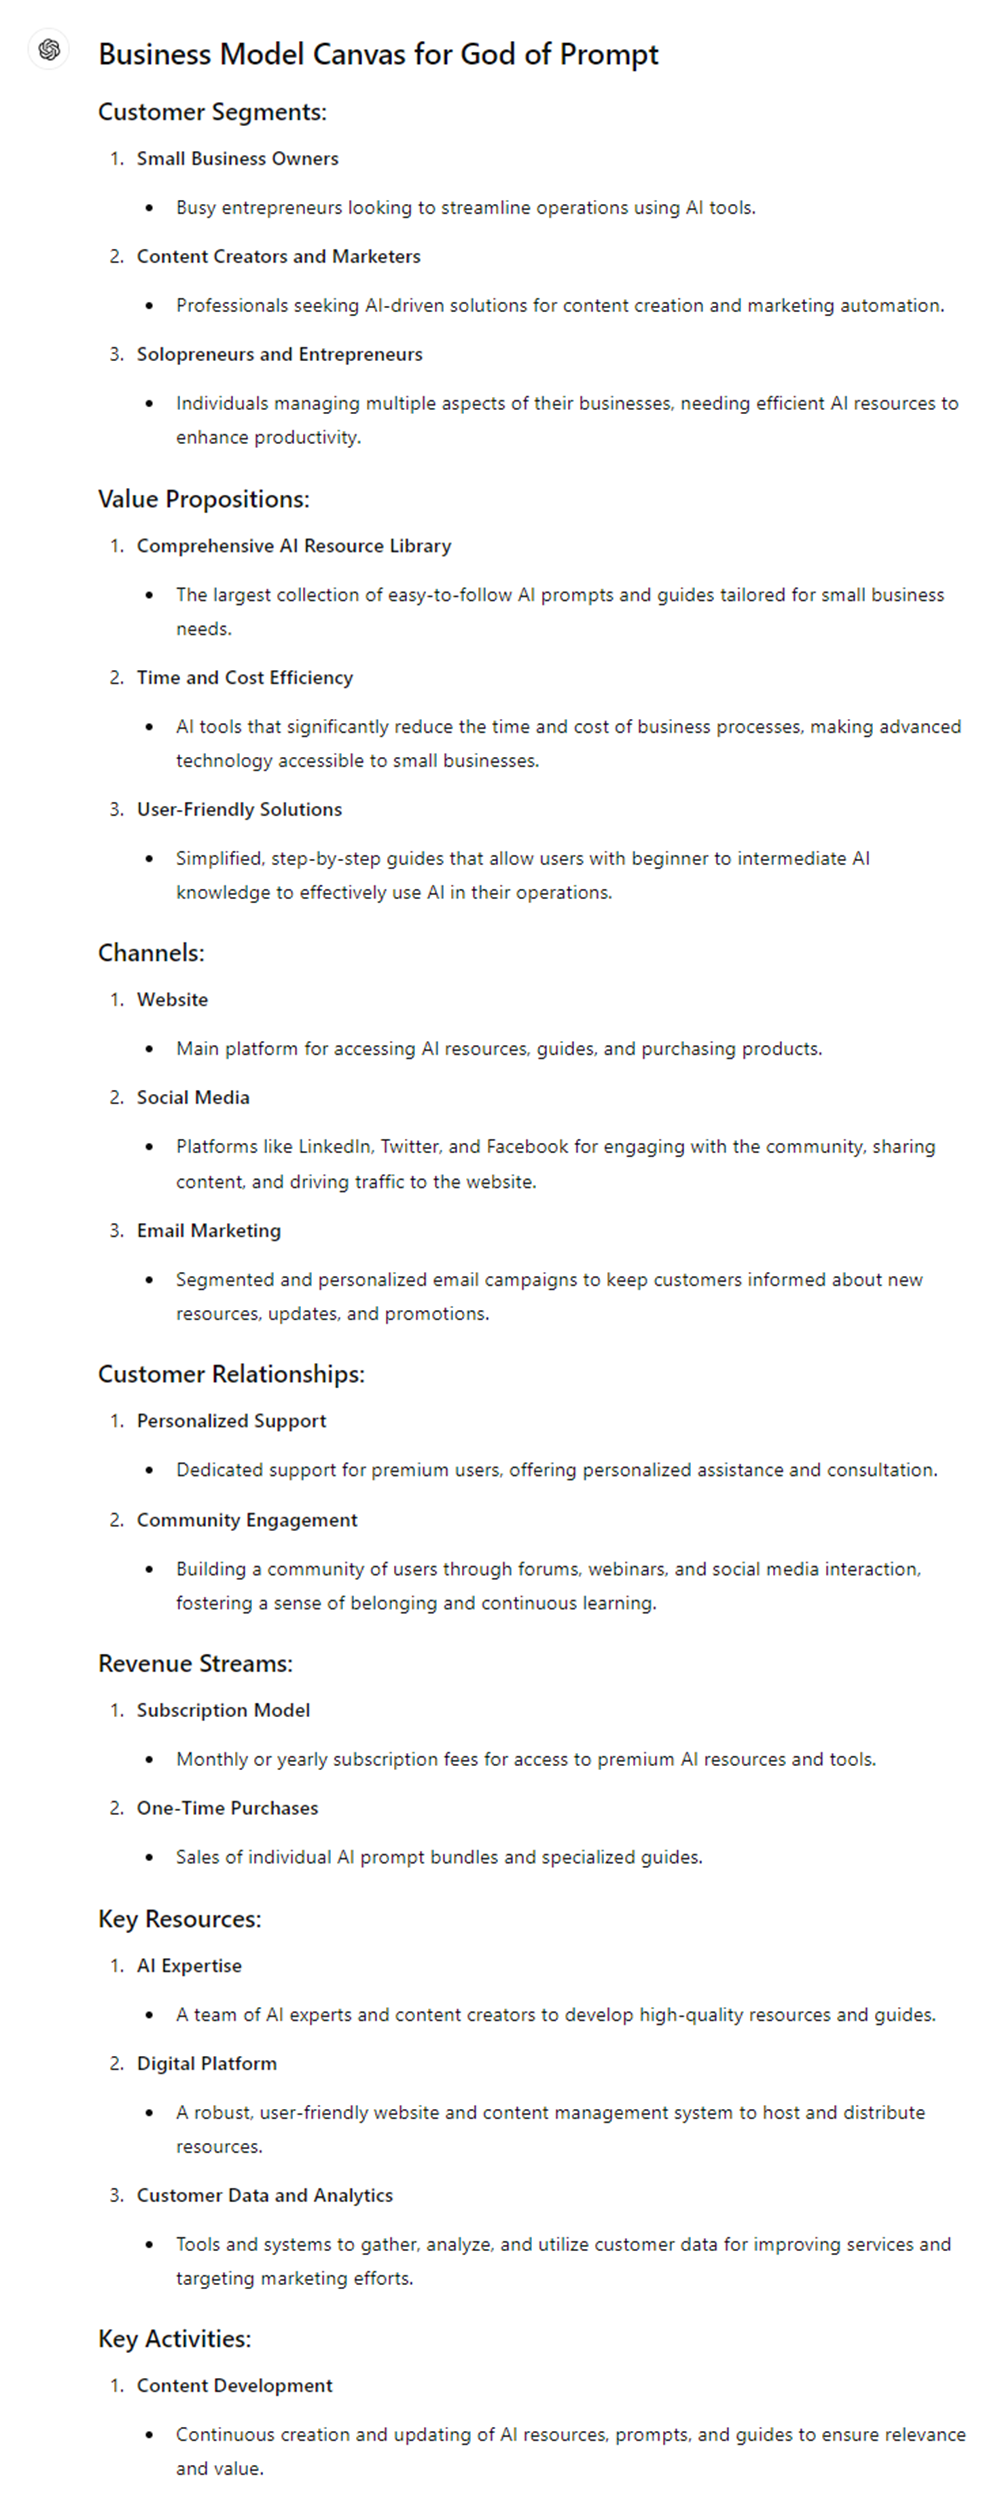 Business Model Canvas for God of Prompt
Customer Segments:
1. Small Business Owners
• Busy entrepreneurs looking to streamline operations using AI tools.
2. Content Creators and Marketers
• Professionals seeking AI-driven solutions for content creation and marketing automation.
3. Solopreneurs and Entrepreneurs
• Individuals managing multiple aspects of their businesses, needing efficient AI resources to
enhance productivity.
Value Propositions:
1. Comprehensive AI Resource Library
• The largest collection of easy-to-follow AI prompts and guides tailored for small business
needs.
2. Time and Cost Efficiency
• AI tools that significantly reduce the time and cost of business processes, making advanced
technology accessible to small businesses.
3. User-Friendly Solutions
• Simplified, step-by-step guides that allow users with beginner to intermediate AI
knowledge to effectively use AI in their operations.
Channels:
1. Website
• Main platform for accessing AI resources, guides, and purchasing products.
2. Social Media
• Platforms like LinkedIn, Twitter, and Facebook for engaging with the community, sharing
content, and driving traffic to the website.
3. Email Marketing
• Segmented and personalized email campaigns to keep customers informed about new
resources, updates, and promotions.
Customer Relationships:
1. Personalized Support
• Dedicated support for premium users, offering personalized assistance and consultation.
2. Community Engagement
• Building a community of users through forums, webinars, and social media interaction,
fostering a sense of belonging and continuous learning.
Revenue Streams:
1. Subscription Model
• Monthly or yearly subscription fees for access to premium AI resources and tools.
2. One-Time Purchases
• Sales of individual AI prompt bundles and specialized guides.
Key Resources:
1. AI Expertise
• A team of AI experts and content creators to develop high-quality resources and guides.
2. Digital Platform
• A robust, user-friendly website and content management system to host and distribute
resources.
3. Customer Data and Analytics
• Tools and systems to gather, analyze, and utilize customer data for improving services and
targeting marketing efforts.
Key Activities:
1. Content Development
• Continuous creation and updating of AI resources, prompts, and guides to ensure relevance
and value.